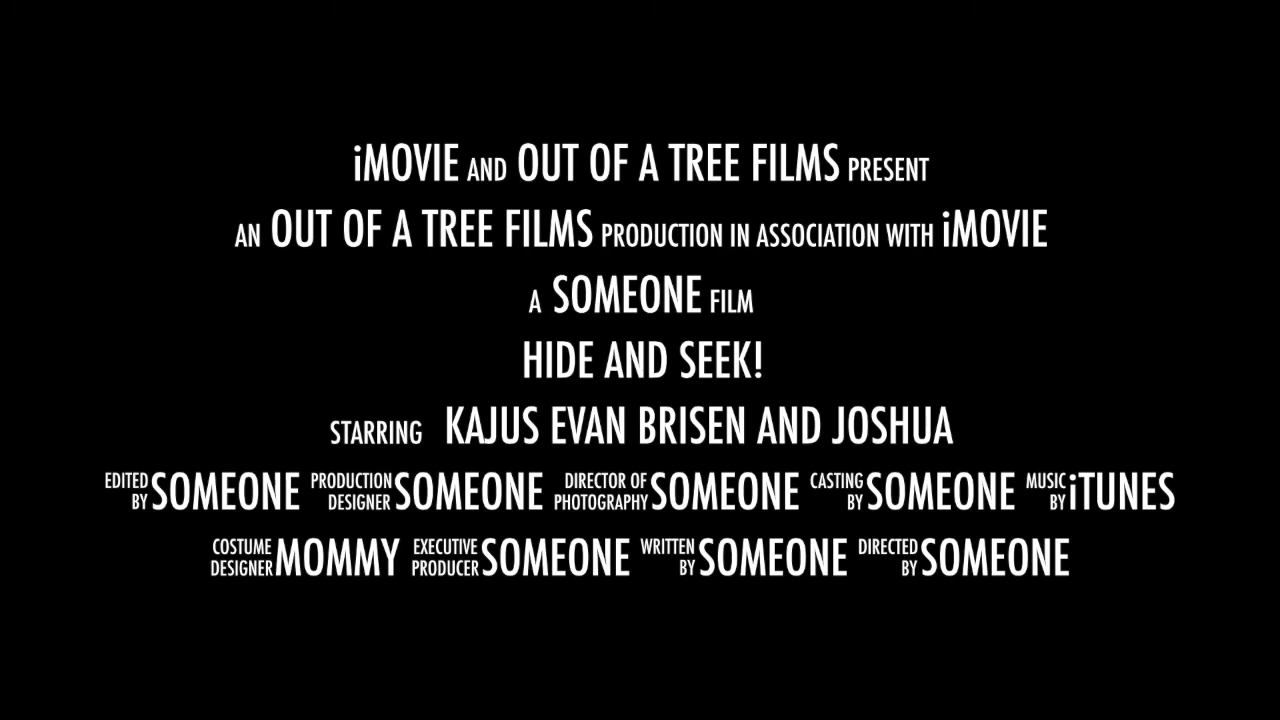 iMOVIE AND OUT OF A TREE FILMS PRESENT
AN OUT OF A TREE FILMS PRODUCTION IN ASSOCIATION WITH iMOVIE
A SOMEONE FILM
HIDE AND SEEK!
STARRING KAJUS EVAN BRISEN AND JOSHUA
EDITED BY SOMEONE PRODUCTION DESIGNER SOMEONE DIRECTOR OF PHOTOGRAPHY SOMEONE CASTING BY SOMEONE MUSIC BY iTUNES
COSTUME DESIGNER MOMMY EXECUTIVE PRODUCER SOMEONE WRITTEN BY SOMEONE DIRECTED BY SOMEONE